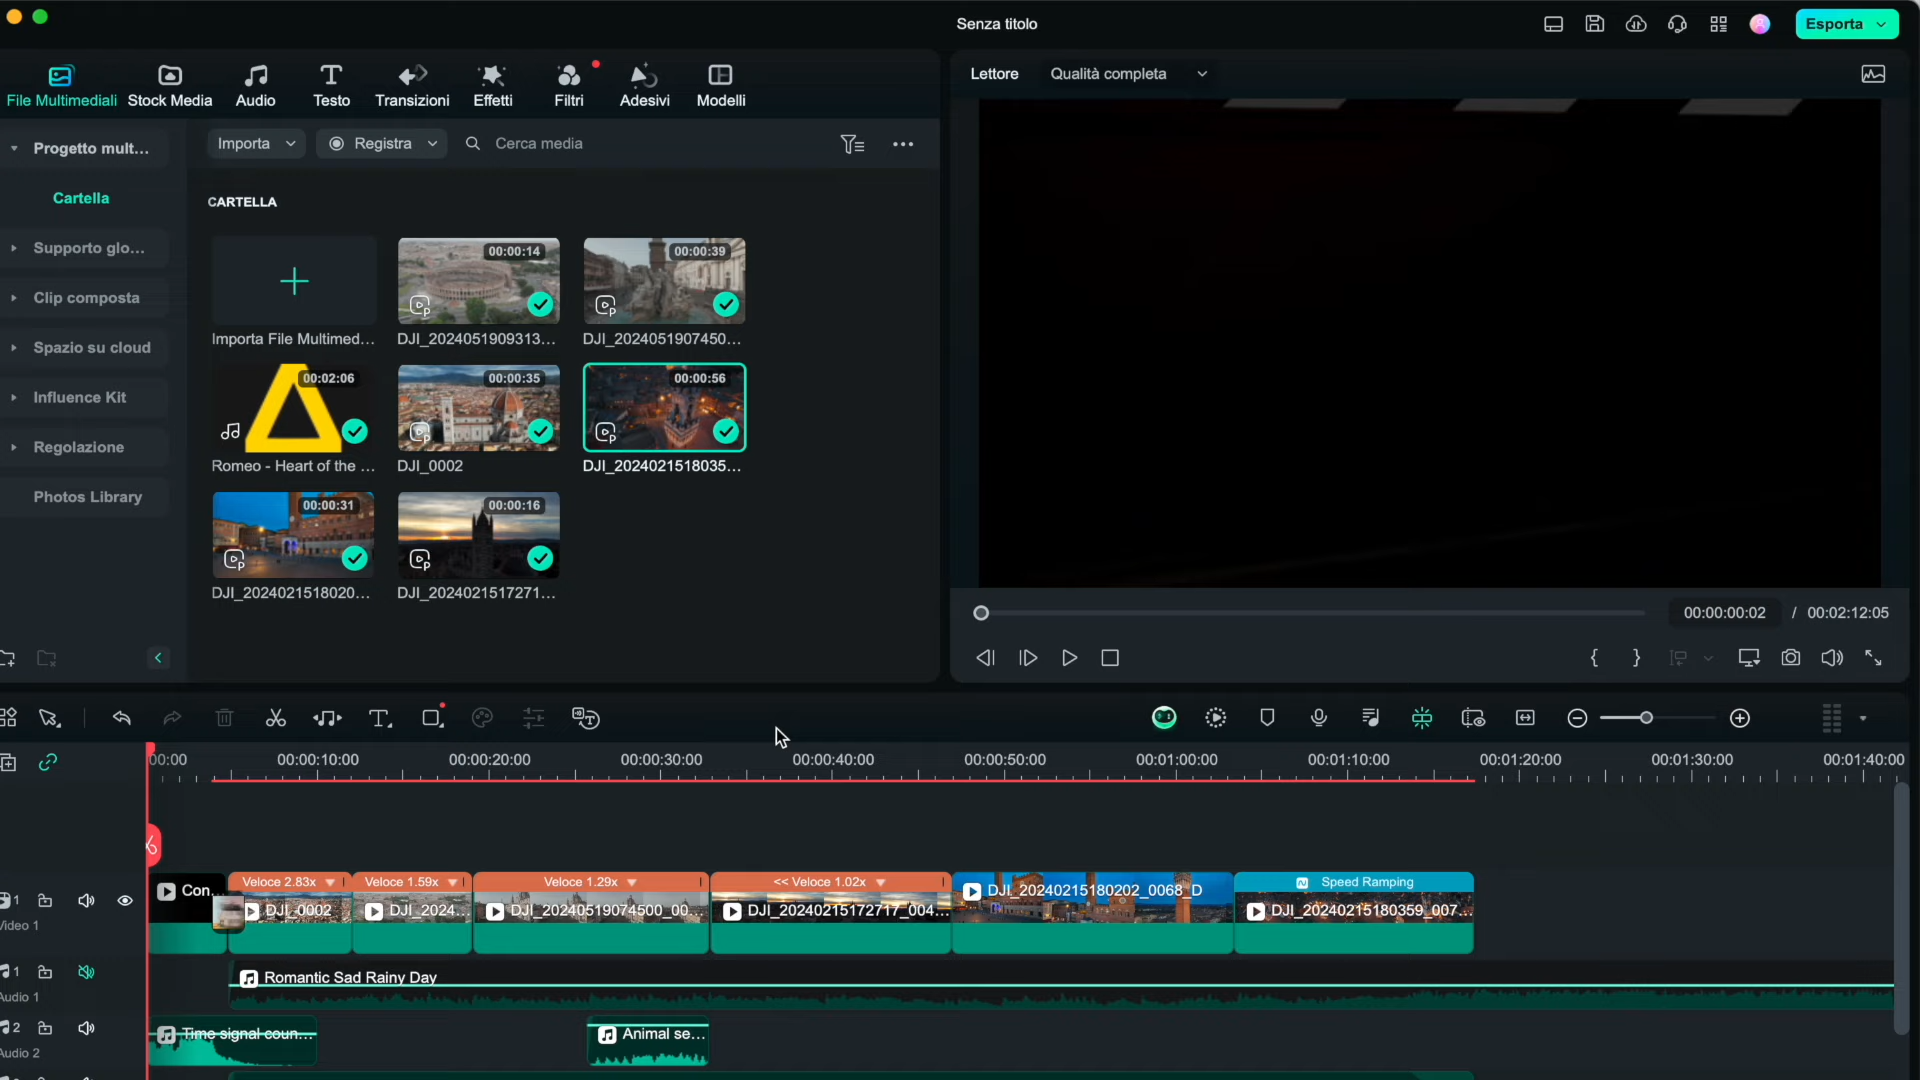 Senza titolo
Esporta
File Multimediali
Stock Media
Audio
Testo
Transizioni
Effetti
Filtri
Adesivi
Modelli
Lettore
Qualità completa
Progetto mult...
Importa
Registra
Cerca media
Cartella
CARTELLA
Supporto glo...
Clip composta
Spazio su cloud
Influence Kit
Regolazione
Photos Library
Importa File Multimed...
00:00:14
DJI_2024051909313...
00:00:39
DJI_2024051907450...
00:02:06
Romeo - Heart of the ...
00:00:35
DJI_0002
00:00:56
DJI_2024021518035...
00:00:31
DJI_2024021518020...
00:00:16
DJI_2024021517271...
00:00:00:02 / 00:02:12:05
00:00
00:00:10:00
00:00:20:00
00:00:30:00
00:00:40:00
00:00:50:00
00:01:00:00
00:01:10:00
00:01:20:00
00:01:30:00
00:01:40:00
Veloce 2.83x
Veloce 1.59x
Veloce 1.29x
<< Veloce 1.02x
Speed Ramping
1
Con...
DJI_0002
DJI_2024...
DJI_20240519074500_00...
DJI_20240215172717_004...
DJI_20240215180202_0068_D
DJI_20240215180359_007...
Video 1
1
Romantic Sad Rainy Day
Audio 1
2
Time signal coun...
Animal se...
Audio 2